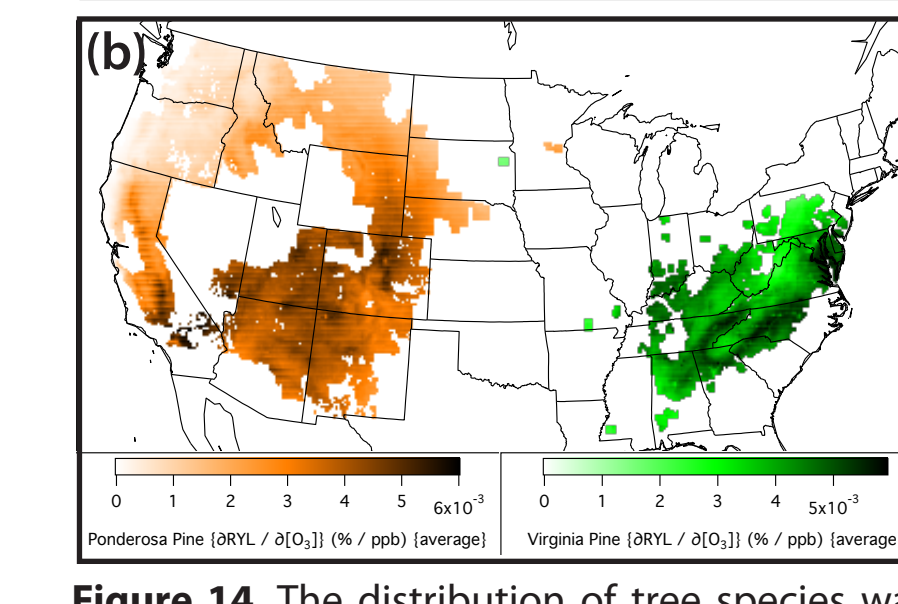 (b)
0 1 2 3 4 5 6x10⁻³
Ponderosa Pine {∂RYL / ∂[O₃]} (% / ppb) {average}
0 1 2 3 4 5x10⁻³
Virginia Pine {∂RYL / ∂[O₃]} (% / ppb) {average
Figure 14. The distribution of tree species wa